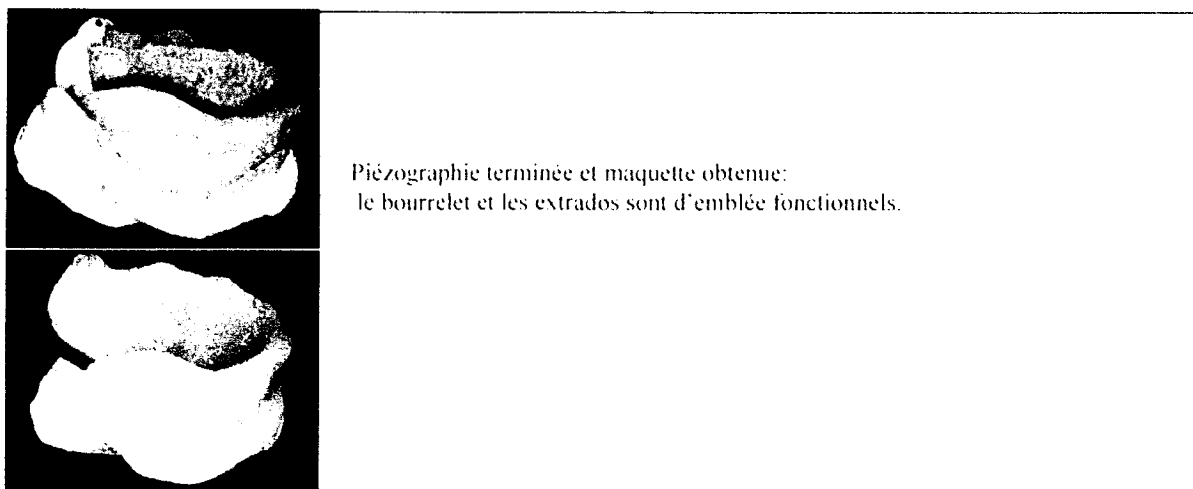 Piézographie terminée et maquette obtenue:
le bourrelet et les extrados sont d'emblée fonctionnels.